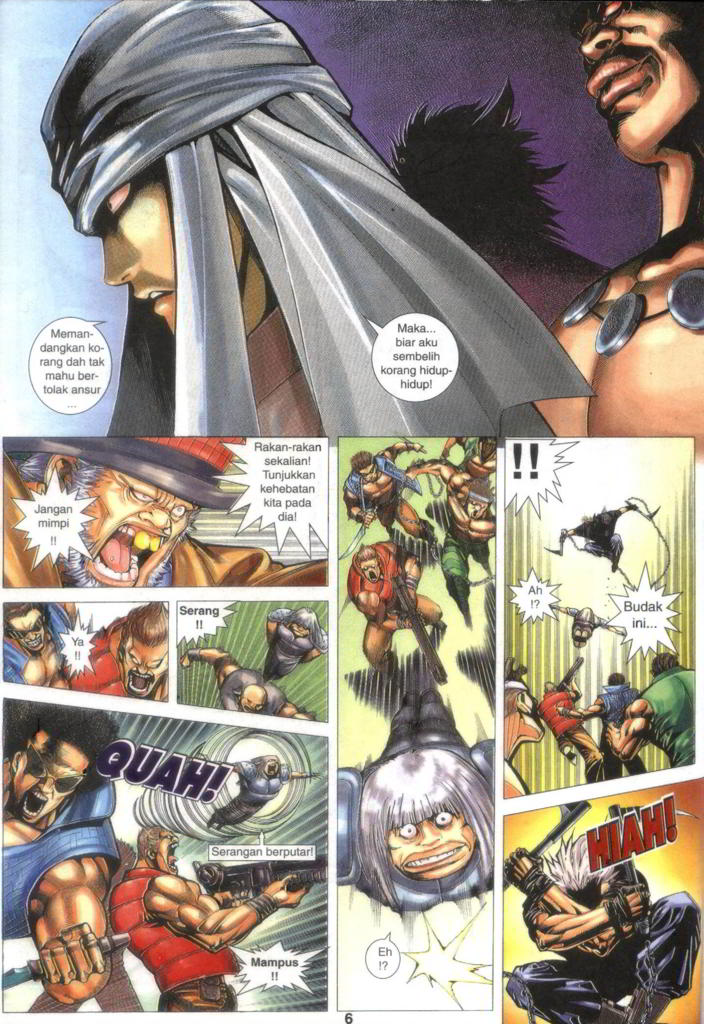 Meman-
dangkan ko-
rang dah tak
mahu ber-
tolak ansur
...
Maka...
biar aku
sembelih
korang hidup-
hidup!
Jangan
mimpi
!!
Rakan-rakan
sekalian!
Tunjukkan
kehebatan
kita pada
dia!
Ya
!!
Serang
!!
QUAH!
Serangan berputar!
Mampus
!!
Eh
!?
!!
Ah
!?
Budak
ini...
HIAH!
6